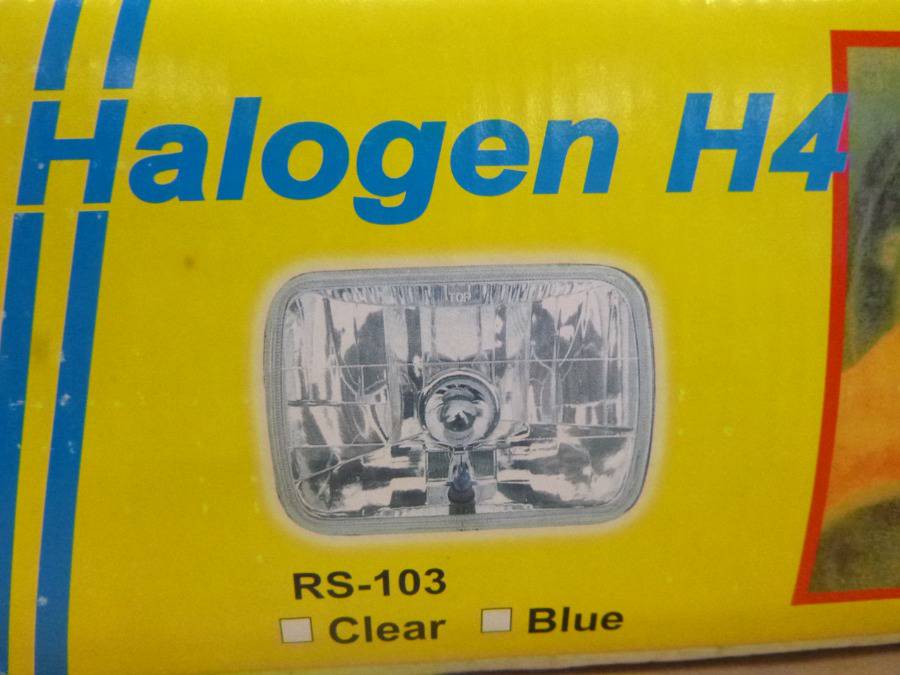 Halogen H4
TOP
RS-103
Clear Blue